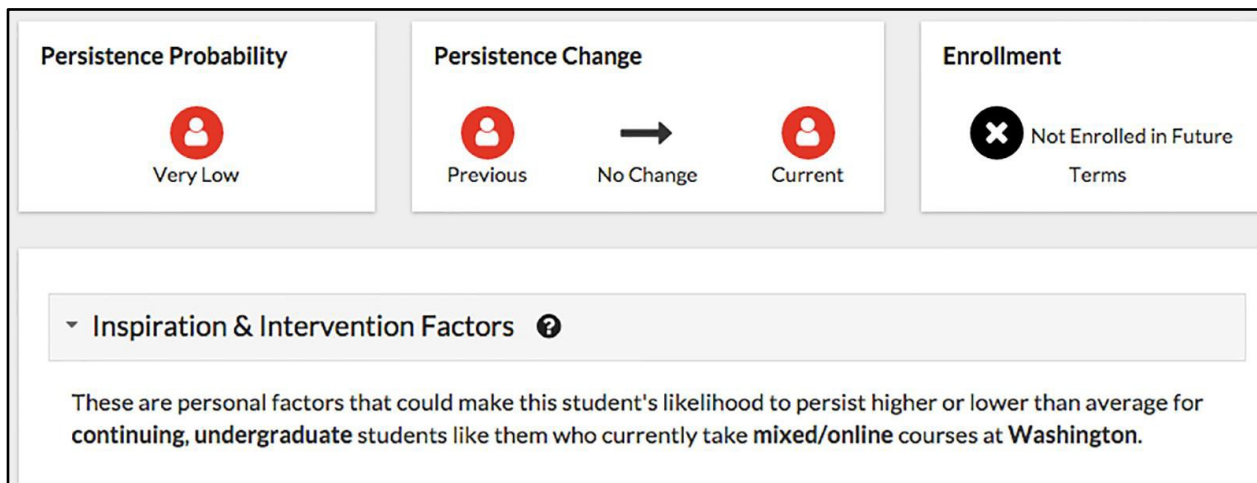 Persistence Probability
Very Low
Persistence Change
Previous
No Change
Current
Enrollment
Not Enrolled in Future
Terms
Inspiration & Intervention Factors
These are personal factors that could make this student's likelihood to persist higher or lower than average for
continuing, undergraduate students like them who currently take mixed/online courses at Washington.